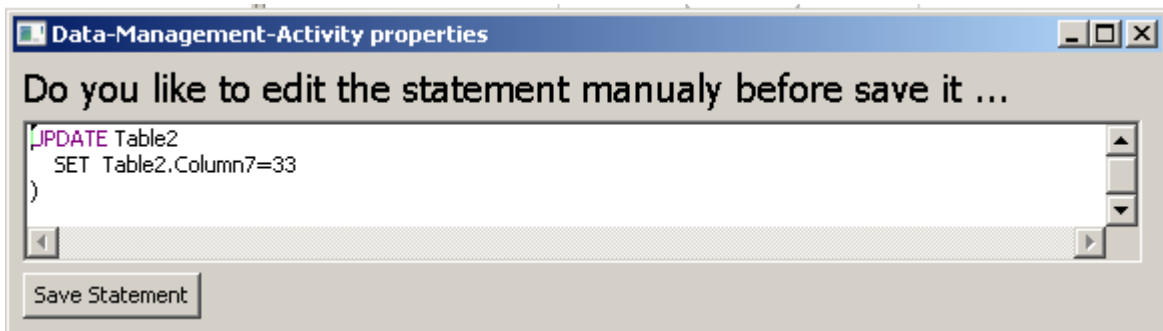 Data-Management-Activity properties
Do you like to edit the statement manualy before save it ...
UPDATE Table2
SET Table2.Column7=33
)
Save Statement